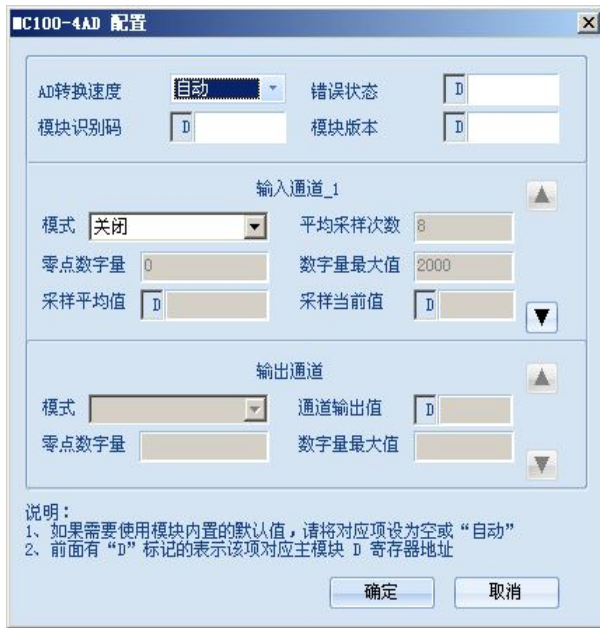 MC100-4AD 配置
AD转换速度 自动 错误状态 D
模块识别码 D 模块版本 D
输入通道_1
模式 关闭 平均采样次数 8
零点数字量 0 数字量最大值 2000
采样平均值 D 采样当前值 D
输出通道
模式 通道输出值 D
零点数字量 数字量最大值
说明：
1、如果需要使用模块内置的默认值，请将对应项设为空或“自动”
2、前面有“D”标记的表示该项对应主模块 D 寄存器地址
确定 取消